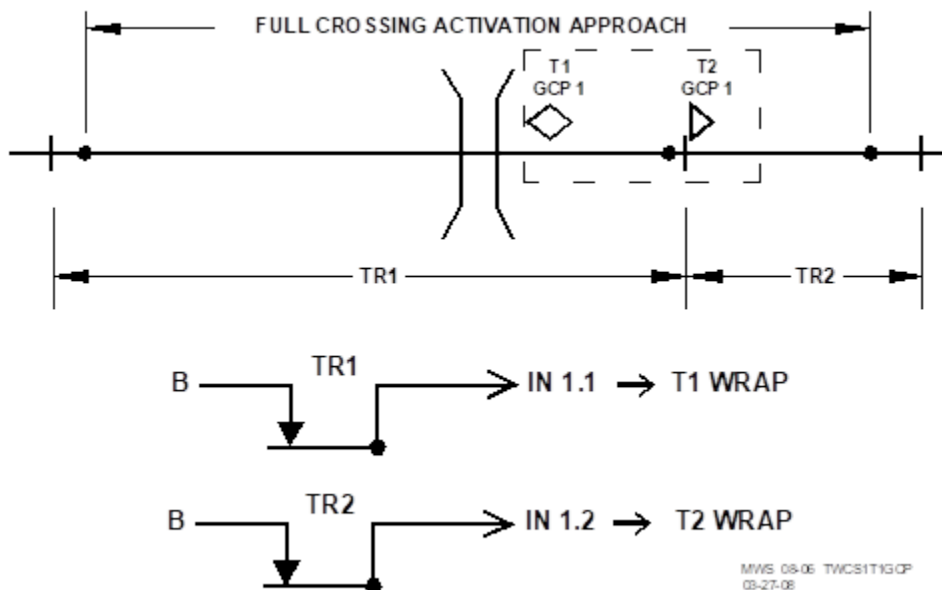 FULL CROSSING ACTIVATION APPROACH
T1 T2
GCP 1 GCP 1
TR1 TR2
TR1
B IN 1.1 → T1 WRAP
TR2
B IN 1.2 → T2 WRAP
MWS 08-06 TWCS1T1GCP
03-27-08